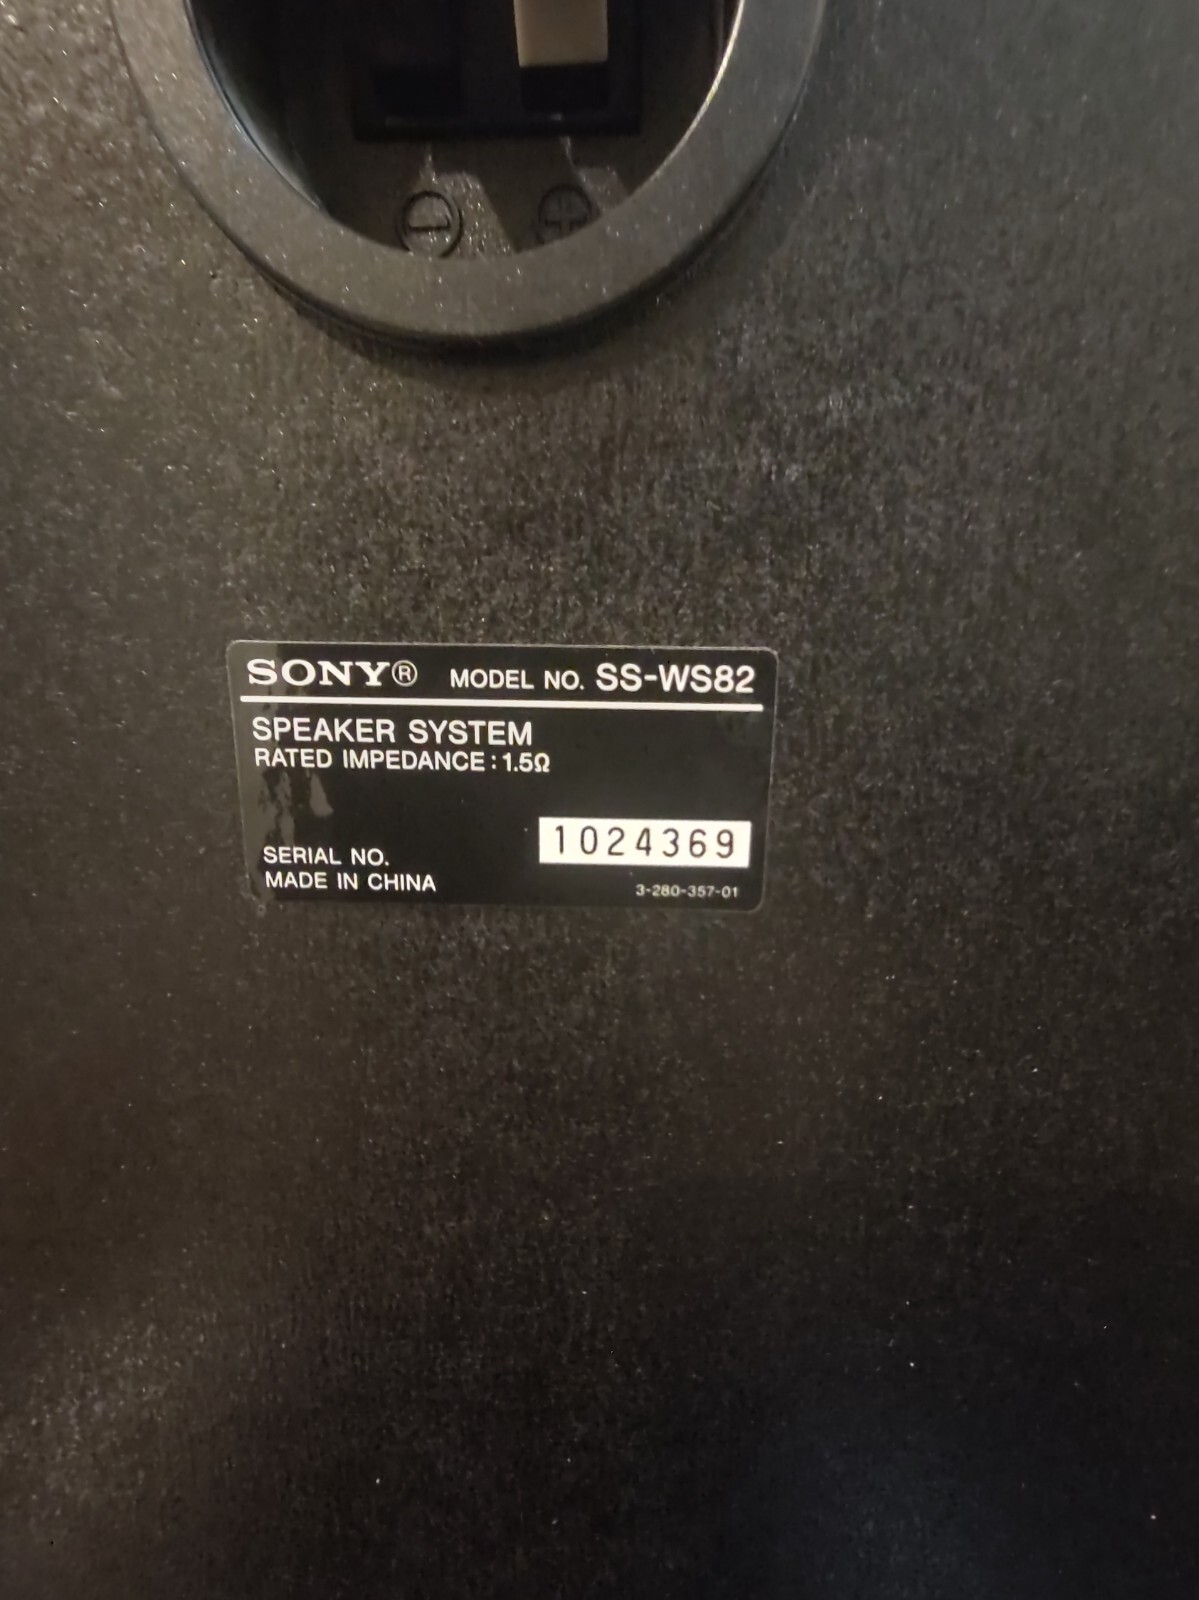 SONY® MODEL NO. SS-WS82
SPEAKER SYSTEM
RATED IMPEDANCE : 1.5Ω
1024369
SERIAL NO.
MADE IN CHINA
3-280-357-01